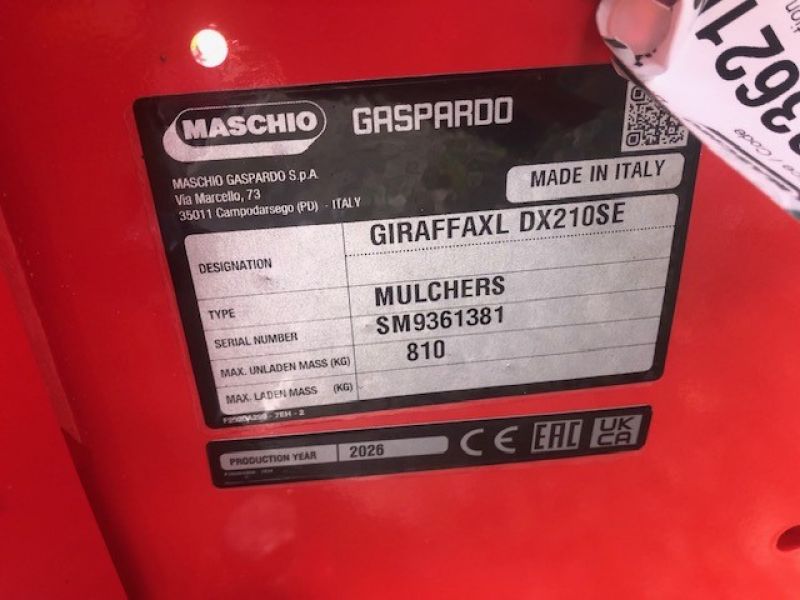 MASCHIO GASPARDO
MASCHIO GASPARDO S.p.A.
Via Marcello, 73
35011 Campodarsego (PD) - ITALY
MADE IN ITALY
DESIGNATION GIRAFFAXL DX210SE
TYPE MULCHERS
SERIAL NUMBER SM9361381
MAX. UNLADEN MASS (KG) 810
MAX. LADEN MASS (KG)
PRODUCTION YEAR 2026 CE EAC UK CA
3621
/ Code